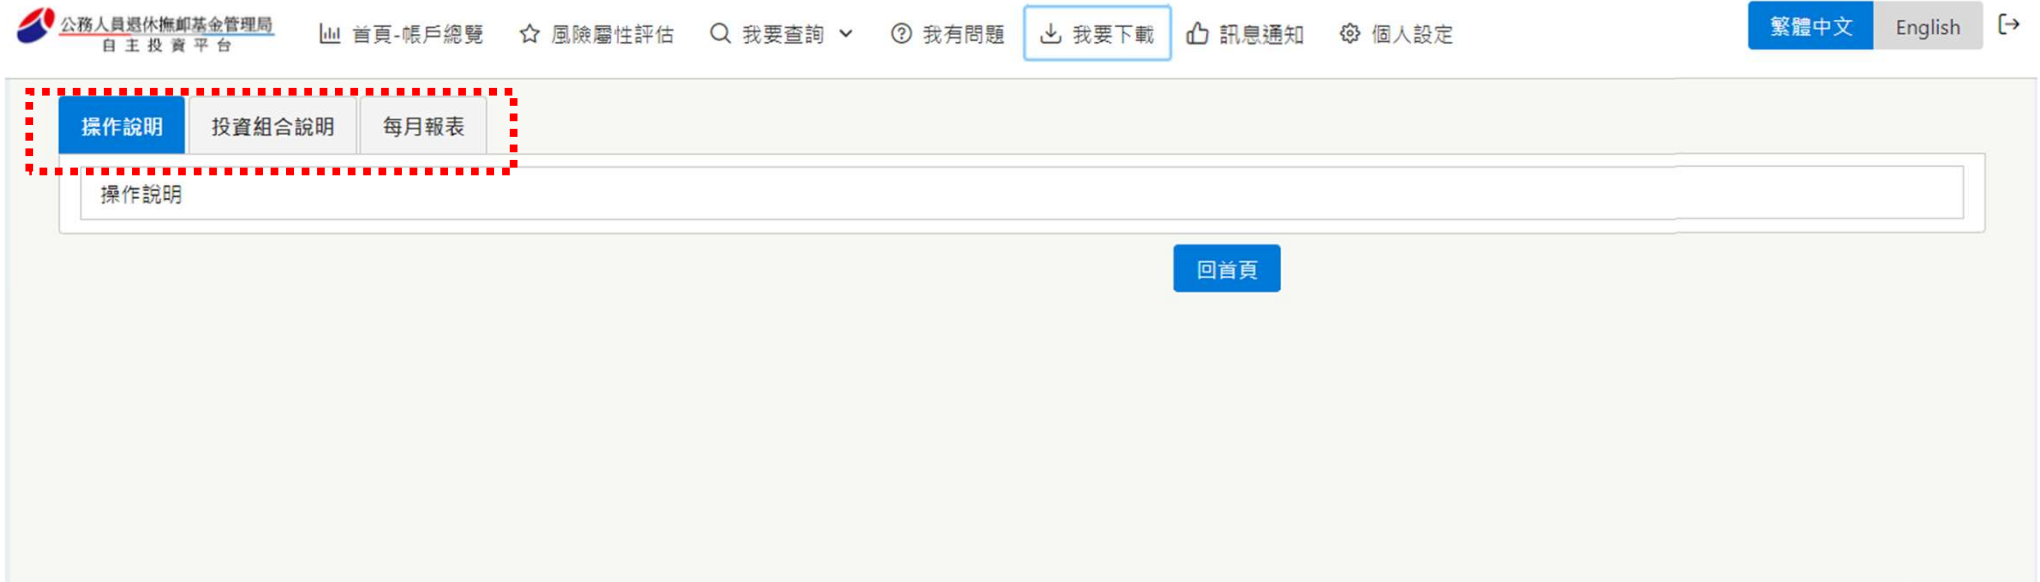 公務人員退休撫卹基金管理局
自主投資平台
首頁-帳戶總覽
風險屬性評估
我要查詢
我有問題
我要下載
訊息通知
個人設定
繁體中文
English
操作說明
投資組合說明
每月報表
操作說明
回首頁